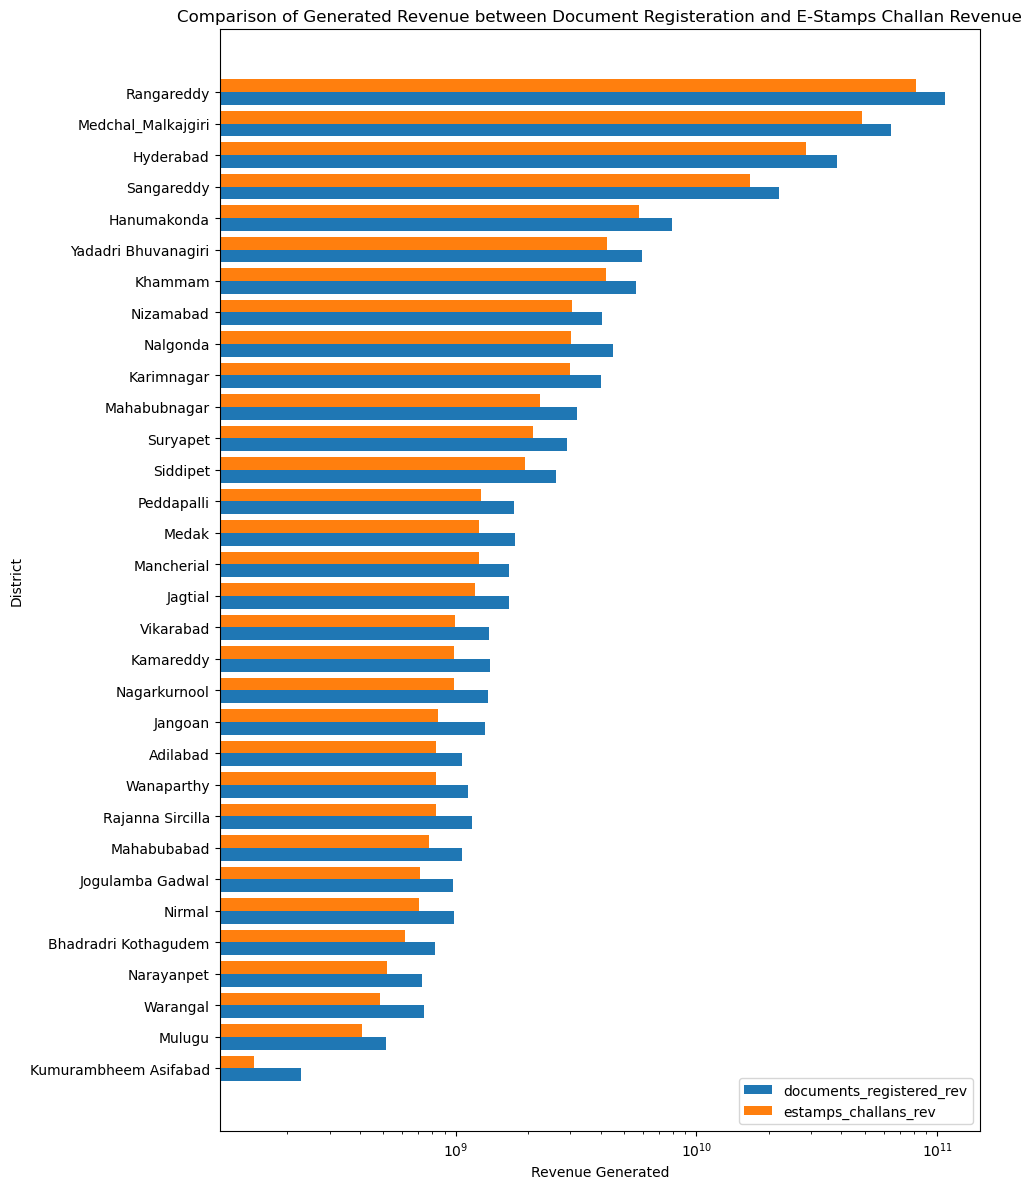 Comparison of Generated Revenue between Document Registeration and E-Stamps Challan Revenue
Rangareddy
Medchal_Malkajgiri
Hyderabad
Sangareddy
Hanumakonda
Yadadri Bhuvanagiri
Khammam
Nizamabad
Nalgonda
Karimnagar
Mahabubnagar
Suryapet
Siddipet
Peddapalli
Medak
Mancherial
Jagtial
Vikarabad
Kamareddy
Nagarkurnool
Jangoan
Adilabad
Wanaparthy
Rajanna Sircilla
Mahabubabad
Jogulamba Gadwal
Nirmal
Bhadradri Kothagudem
Narayanpet
Warangal
Mulugu
Kumurambheem Asifabad
District
documents_registered_rev
estamps_challans_rev
10⁹ 10¹⁰ 10¹¹
Revenue Generated